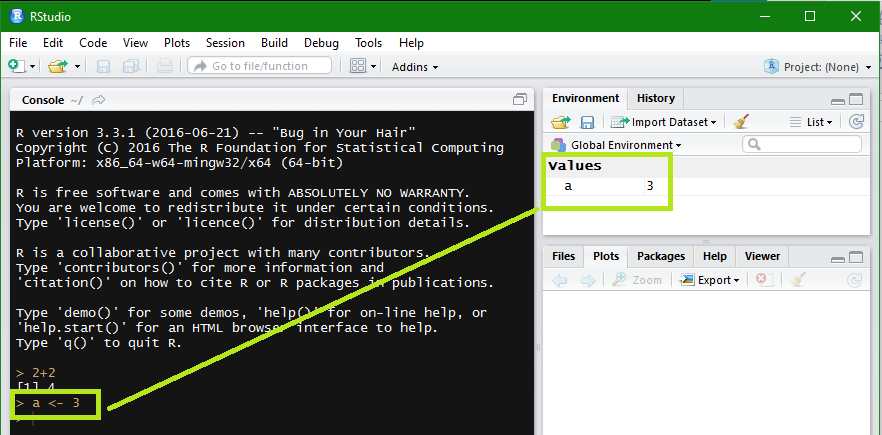 RStudio
File Edit Code View Plots Session Build Debug Tools Help
Go to file/function Addins Project: (None)
Console ~/
R version 3.3.1 (2016-06-21) -- "Bug in Your Hair"
Copyright (C) 2016 The R Foundation for Statistical Computing
Platform: x86_64-w64-mingw32/x64 (64-bit)
R is free software and comes with ABSOLUTELY NO WARRANTY.
You are welcome to redistribute it under certain conditions.
Type 'license()' or 'licence()' for distribution details.
R is a collaborative project with many contributors.
Type 'contributors()' for more information and
'citation()' on how to cite R or R packages in publications.
Type 'demo()' for some demos, 'help()' for on-line help, or
'help.start()' for an HTML browser interface to help.
Type 'q()' to quit R.
> 2+2
[1] 4
> a <- 3
>
Environment History
Import Dataset List
Global Environment
Values
a 3
Files Plots Packages Help Viewer
Zoom Export